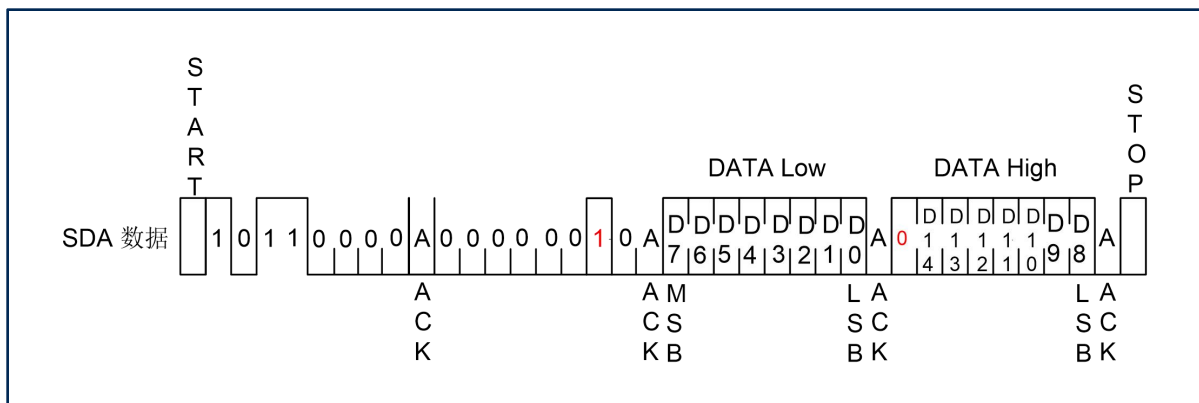 START
STOP
DATA Low
DATA High
SDA 数据
1 0 1 1 0 0 0 0 A 0 0 0 0 0 0 1 0 A D7 D6 D5 D4 D3 D2 D1 D0 A 0 D14 D13 D12 D11 D10 D9 D8 A
ACK
ACK
MSB
LSB
ACK
LSB
ACK